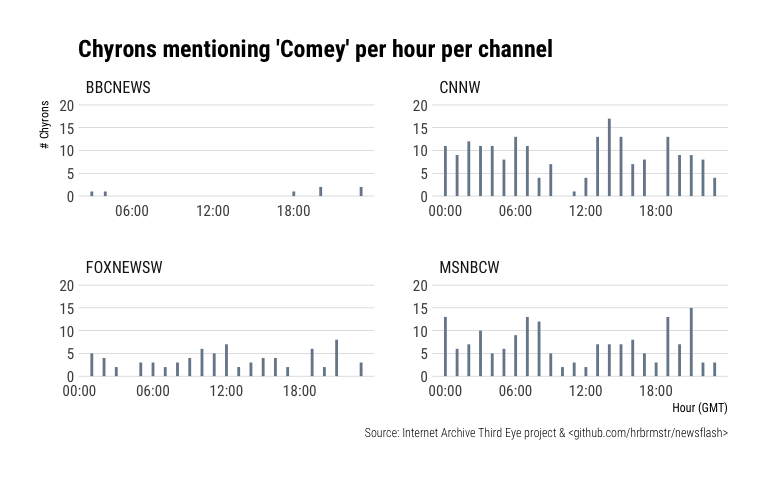 Chyrons mentioning 'Comey' per hour per channel
BBCNEWS
CNNW
# Chyrons
20
15
10
5
0
06:00 12:00 18:00
20
15
10
5
0
00:00 06:00 12:00 18:00
FOXNEWSW
MSNBCW
20
15
10
5
0
00:00 06:00 12:00 18:00
20
15
10
5
0
00:00 06:00 12:00 18:00
Hour (GMT)
Source: Internet Archive Third Eye project & <github.com/hrbrmstr/newsflash>